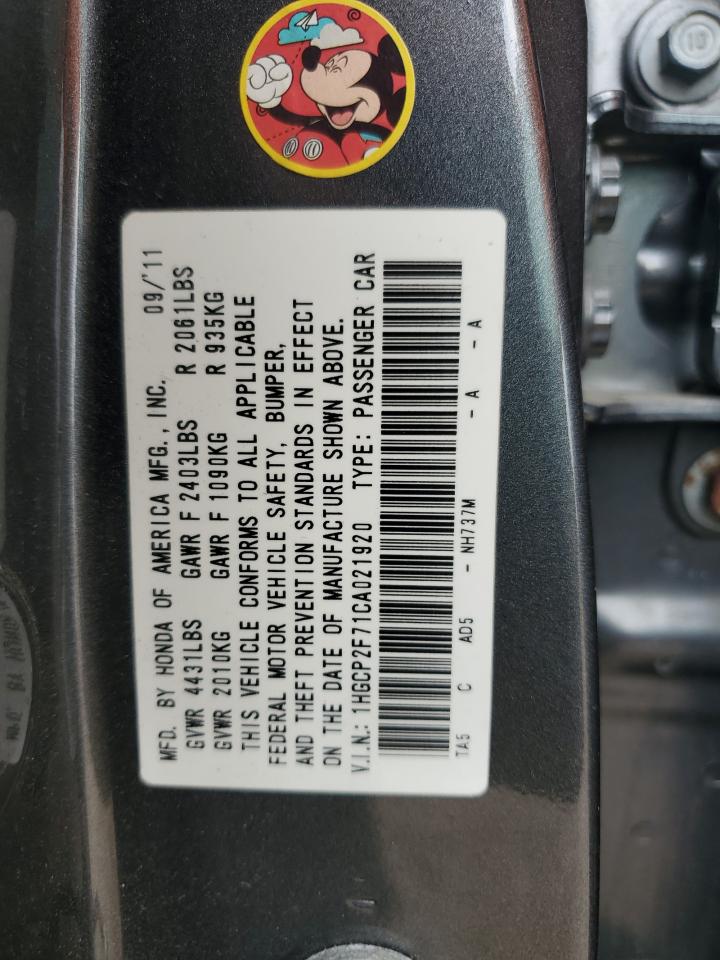 MFD. BY HONDA OF AMERICA MFG., INC. 09/'11
GVWR 4431LBS GAWR F 2403LBS R 2061LBS
GVWR 2010KG GAWR F 1090KG R 935KG
THIS VEHICLE CONFORMS TO ALL APPLICABLE
FEDERAL MOTOR VEHICLE SAFETY, BUMPER,
AND THEFT PREVENTION STANDARDS IN EFFECT
ON THE DATE OF MANUFACTURE SHOWN ABOVE.
V.I.N.: 1HGCP2F71CA021920 TYPE: PASSENGER CAR
TA5 C AD5 - NH737M - A - A
10